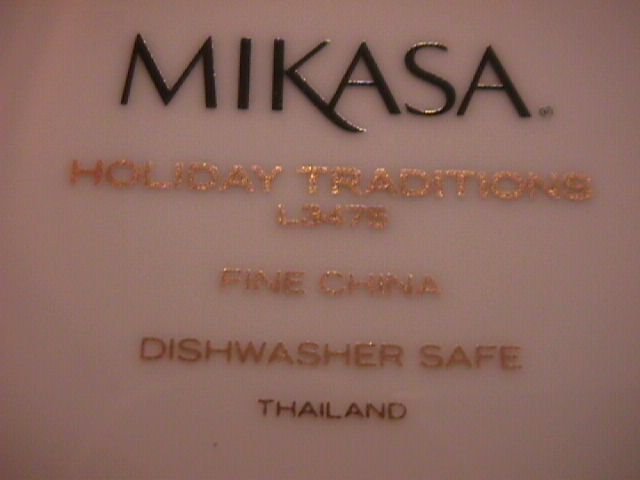 MIKASA®
HOLIDAY TRADITIONS
L3475
FINE CHINA
DISHWASHER SAFE
THAILAND